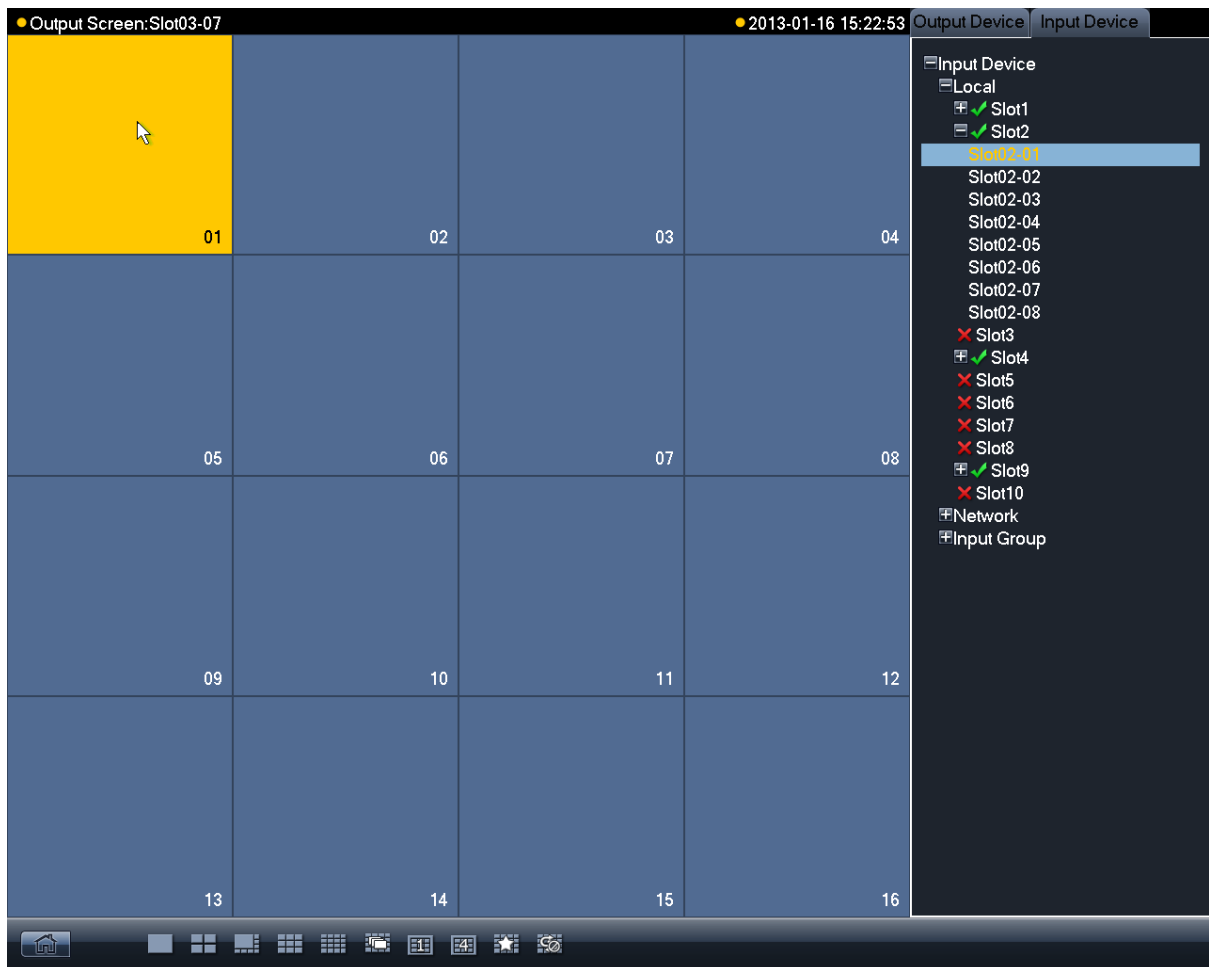 Output Screen:Slot03-07
2013-01-16 15:22:53
Output Device
Input Device
01
02
03
04
05
06
07
08
09
10
11
12
13
14
15
16
Input Device
Local
Slot1
Slot2
Slot02-01
Slot02-02
Slot02-03
Slot02-04
Slot02-05
Slot02-06
Slot02-07
Slot02-08
Slot3
Slot4
Slot5
Slot6
Slot7
Slot8
Slot9
Slot10
Network
Input Group
1
4